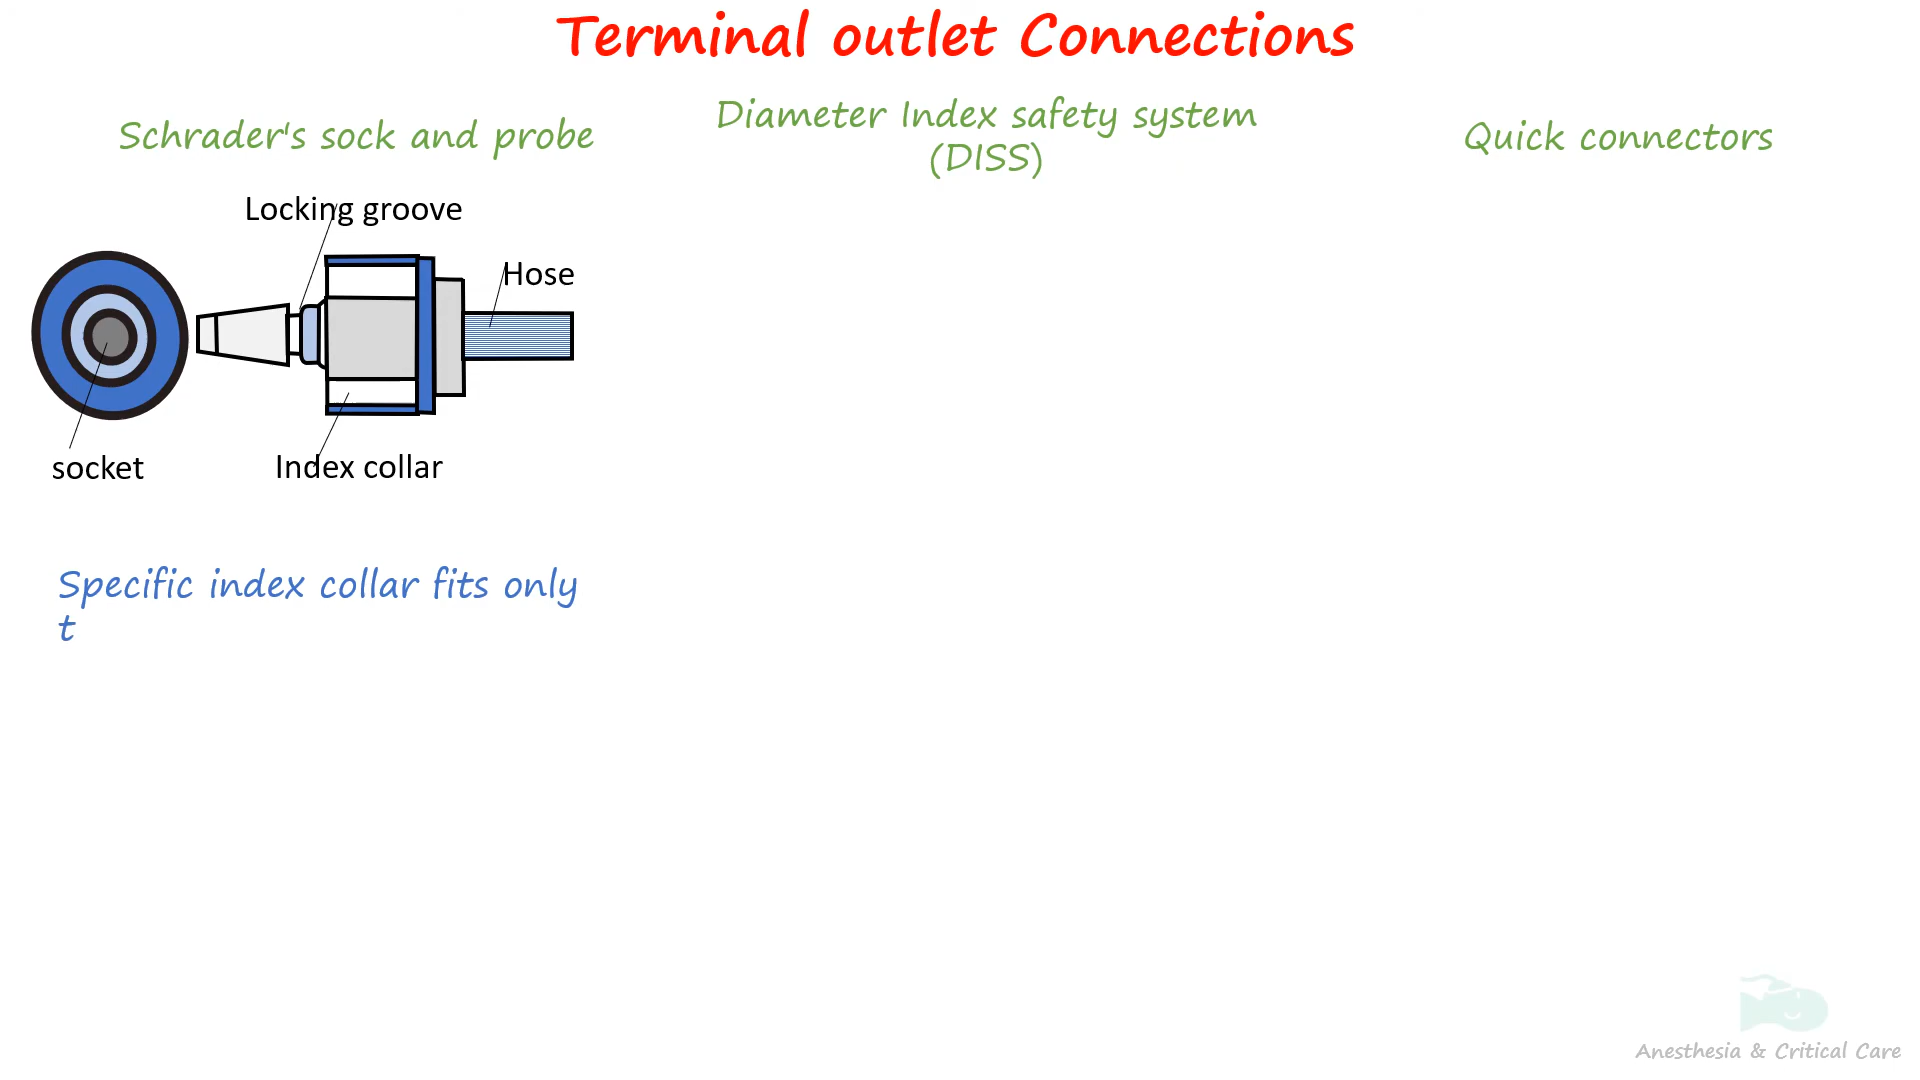 Terminal outlet Connections
Schrader's sock and probe
Diameter Index safety system
(DISS)
Quick connectors
Locking groove
Hose
socket
Index collar
Specific index collar fits only
t
Anesthesia & Critical Care